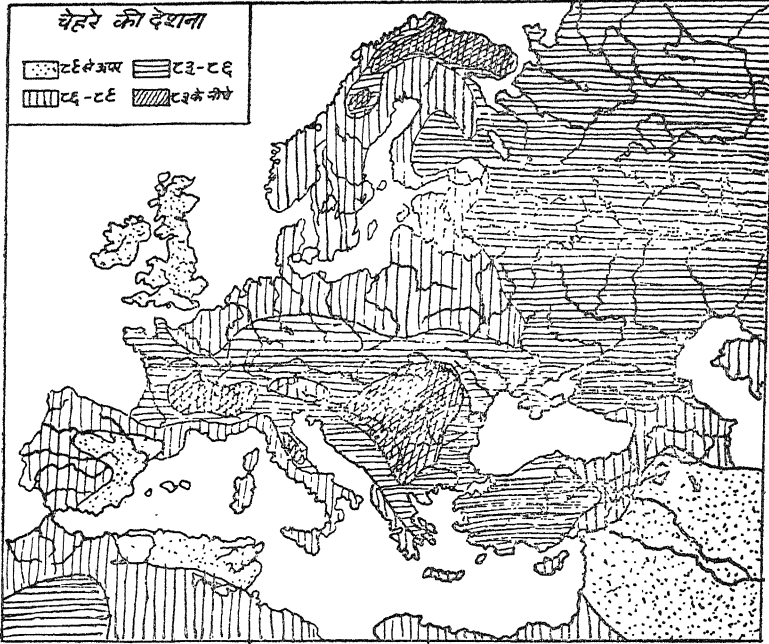 चेहरे की देशना
८९ से ऊपर ८३-८६
८६-८९ ८३ के नीचे